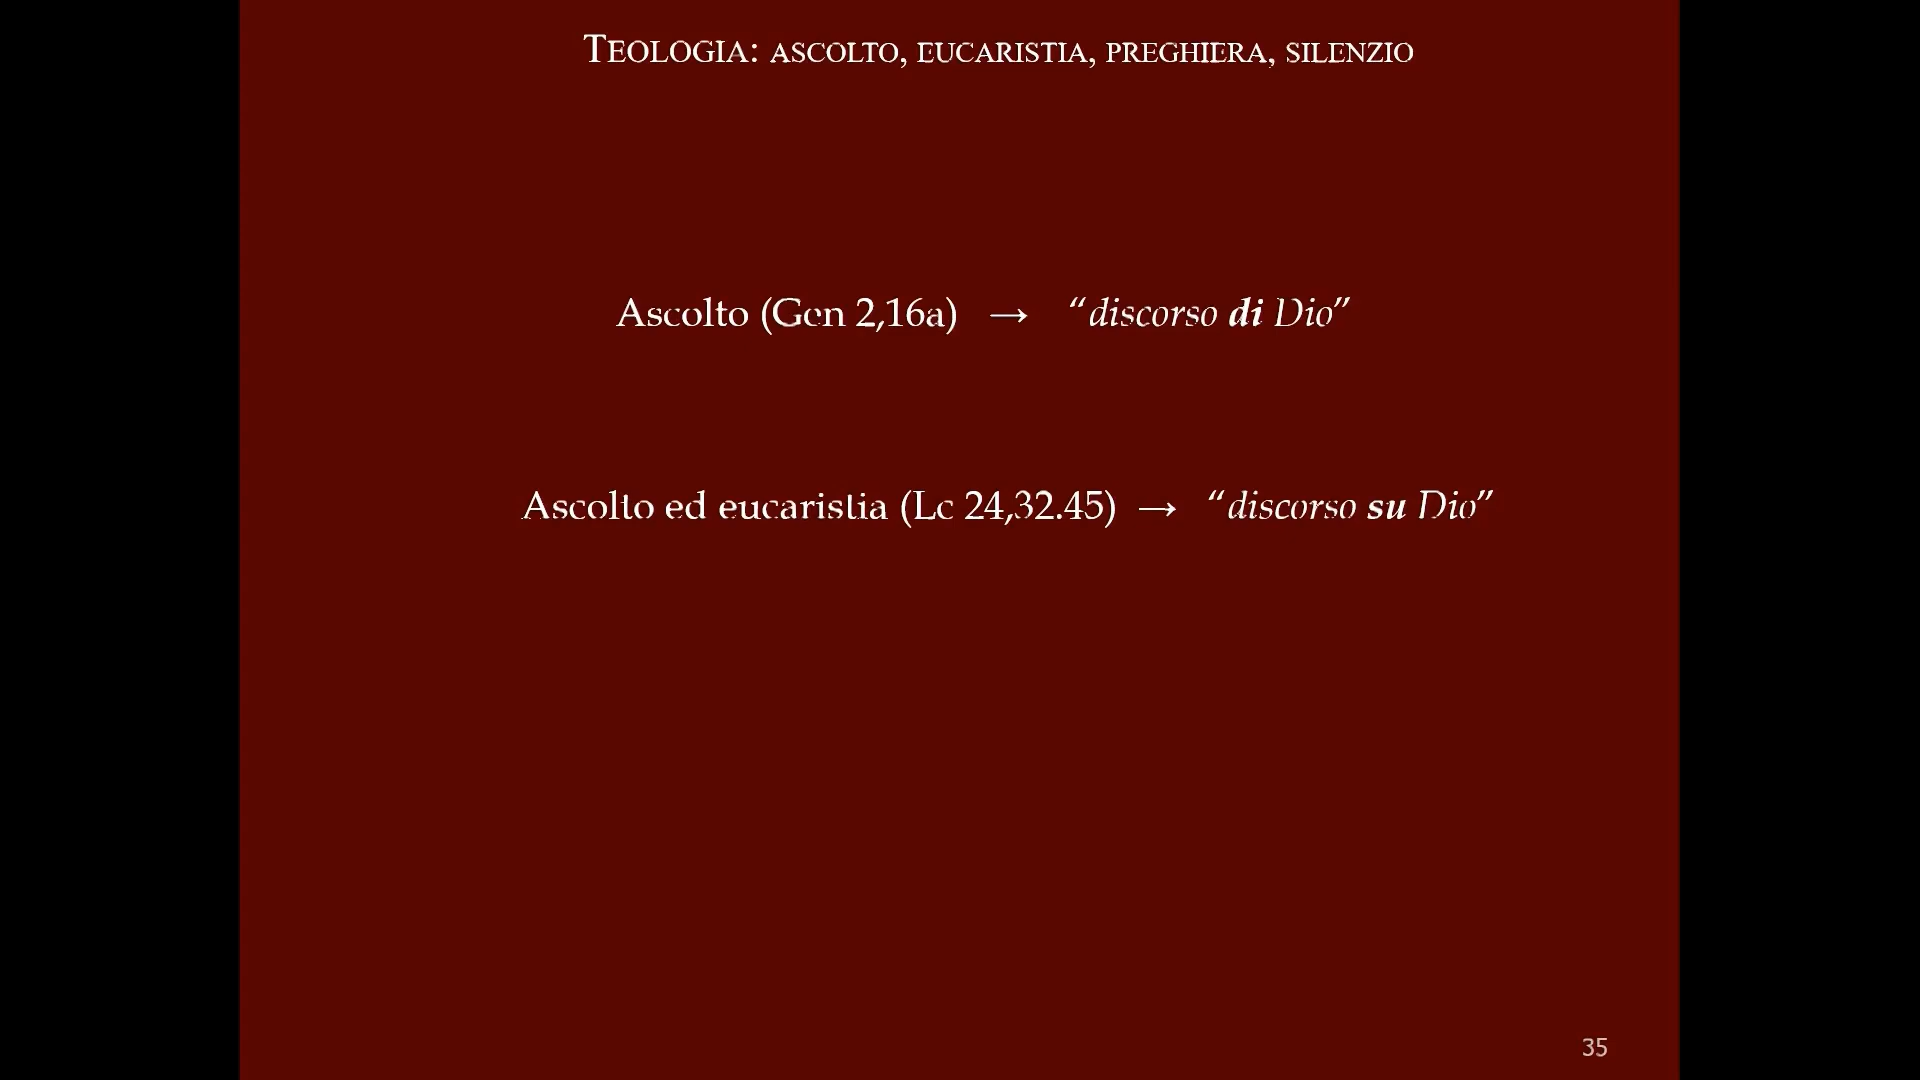 TEOLOGIA: ASCOLTO, EUCARISTIA, PREGHIERA, SILENZIO
Ascolto (Gen 2,16a) → “discorso di Dio”
Ascolto ed eucaristia (Lc 24,32.45) → “discorso su Dio”
35